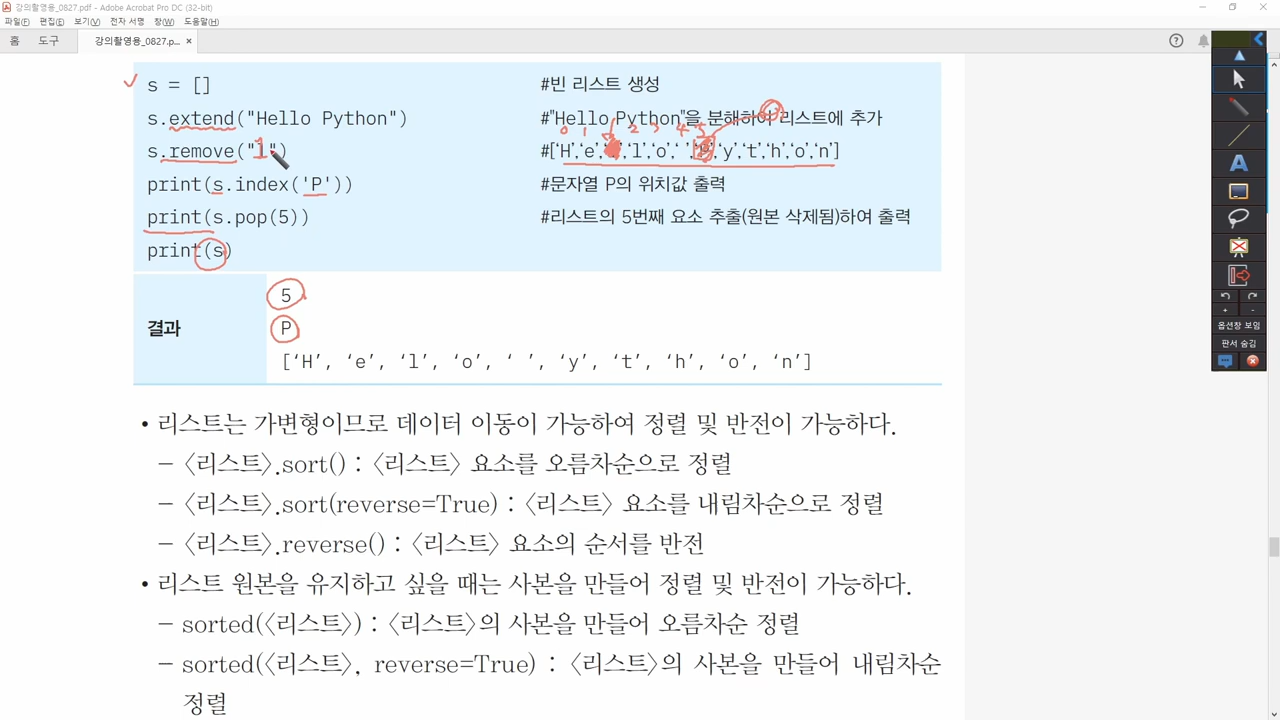 강의촬영용_0827.pdf - Adobe Acrobat Pro DC (32-bit)
파일(F) 편집(E) 보기(V) 전자 서명 창(W) 도움말(H)
홈 도구 강의촬영용_0827.p... ×
s = [] #빈 리스트 생성
s.extend("Hello Python") #"Hello Python"을 분해하여 리스트에 추가
0 1 2 3 4 5
s.remove("l") #['H','e','l','o',' ','P','y','t','h','o','n']
print(s.index('P')) #문자열 P의 위치값 출력
print(s.pop(5)) #리스트의 5번째 요소 추출(원본 삭제됨)하여 출력
print(s)
결과
5
P
['H', 'e', 'l', 'o', ' ', 'y', 't', 'h', 'o', 'n']
• 리스트는 가변형이므로 데이터 이동이 가능하여 정렬 및 반전이 가능하다.
– 〈리스트〉.sort() : 〈리스트〉 요소를 오름차순으로 정렬
– 〈리스트〉.sort(reverse=True) : 〈리스트〉 요소를 내림차순으로 정렬
– 〈리스트〉.reverse() : 〈리스트〉 요소의 순서를 반전
• 리스트 원본을 유지하고 싶을 때는 사본을 만들어 정렬 및 반전이 가능하다.
– sorted(〈리스트〉) : 〈리스트〉의 사본을 만들어 오름차순 정렬
– sorted(〈리스트〉, reverse=True) : 〈리스트〉의 사본을 만들어 내림차순
정렬
A
옵션창 보임
판서 숨김